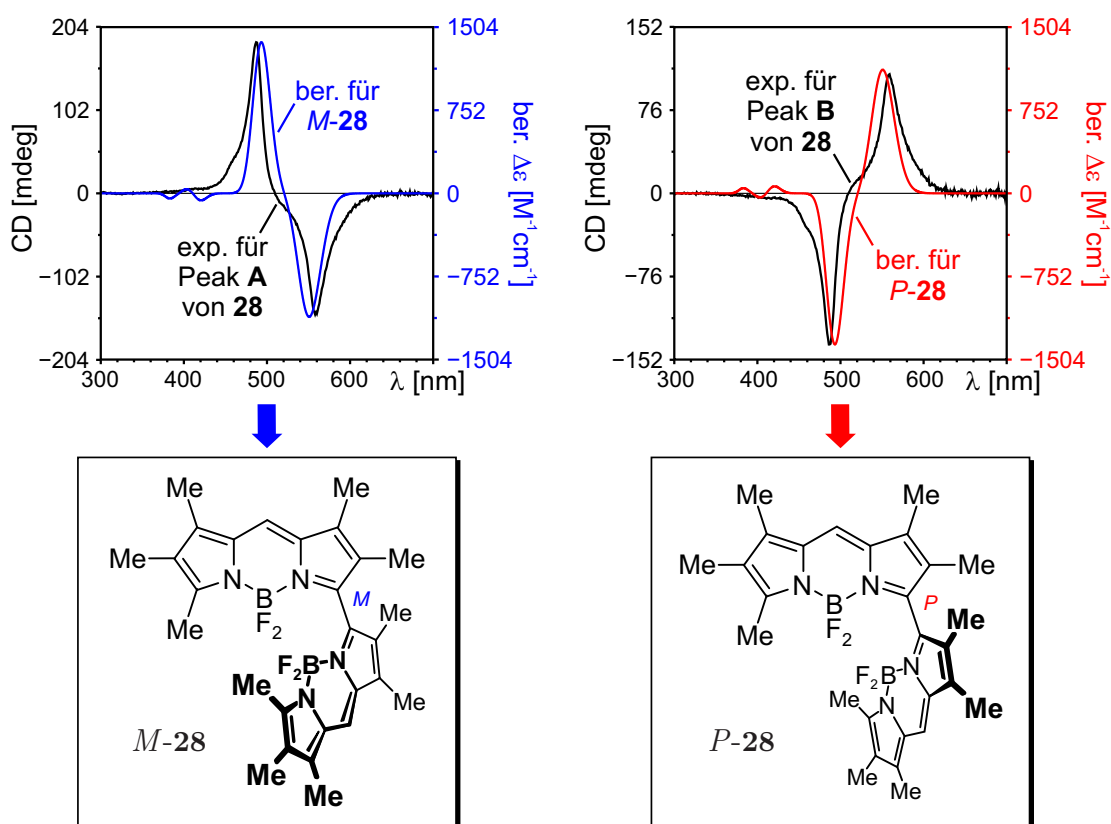 204
102
0
−102
−204
CD [mdeg]
1504
752
0
−752
−1504
ber. Δε [M⁻¹cm⁻¹]
ber. für
M-28
exp. für
Peak A
von 28
300 400 500 600 λ [nm]
152
76
0
−76
−152
CD [mdeg]
1504
752
0
−752
−1504
ber. Δε [M⁻¹cm⁻¹]
exp. für
Peak B
von 28
ber. für
P-28
300 400 500 600 λ [nm]
Me Me
Me Me
N N
B
F₂
Me
M
Me
F₂B N
Me N Me
Me
Me
M-28
Me Me
Me Me
N N
B
F₂
Me
P
Me
F₂B N
Me N Me
Me
Me
P-28